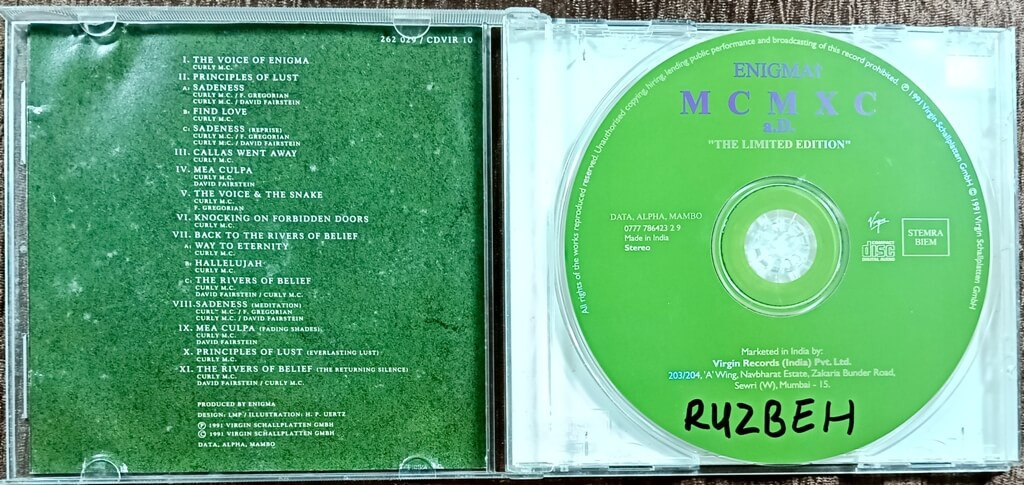 262 029 / CDVIR 10
I. THE VOICE OF ENIGMA
CURLY M.C.
II. PRINCIPLES OF LUST
A: SADENESS
CURLY M.C. / F. GREGORIAN
CURLY M.C. / DAVID FAIRSTEIN
B: FIND LOVE
CURLY M.C.
C: SADENESS (REPRISE)
CURLY M.C. / F. GREGORIAN
CURLY M.C. / DAVID FAIRSTEIN
III. CALLAS WENT AWAY
CURLY M.C.
IV. MEA CULPA
CURLY M.C.
DAVID FAIRSTEIN
V. THE VOICE & THE SNAKE
CURLY M.C.
F. GREGORIAN
VI. KNOCKING ON FORBIDDEN DOORS
CURLY M.C.
VII. BACK TO THE RIVERS OF BELIEF
A: WAY TO ETERNITY
CURLY M.C.
B: HALLELUJAH
CURLY M.C.
C: THE RIVERS OF BELIEF
CURLY M.C.
DAVID FAIRSTEIN / CURLY M.C.
VIII. SADENESS (MEDITATION)
CURLY M.C. / F. GREGORIAN
CURLY M.C. / DAVID FAIRSTEIN
IX. MEA CULPA (FADING SHADES)
CURLY M.C.
DAVID FAIRSTEIN
X. PRINCIPLES OF LUST (EVERLASTING LUST)
CURLY M.C.
XI. THE RIVERS OF BELIEF (THE RETURNING SILENCE)
CURLY M.C.
DAVID FAIRSTEIN / CURLY M.C.
PRODUCED BY ENIGMA
DESIGN: LMP / ILLUSTRATION: H. P. UERTZ
℗ 1991 VIRGIN SCHALLPLATTEN GMBH
© 1991 VIRGIN SCHALLPLATTEN GMBH
DATA, ALPHA, MAMBO
All rights of the works reproduced reserved. Unauthorised copying, hiring, lending public performance and broadcasting of this record prohibited. ℗ 1991 Virgin Schallplatten GmbH © 1991 Virgin Schallplatten GmbH
ENIGMA1
M C M X C
a.D.
"THE LIMITED EDITION"
DATA, ALPHA, MAMBO
0777 786423 2 9
Made in India
Stereo
Virgin
COMPACT
disc
DIGITAL AUDIO
STEMRA
BIEM
Marketed in India by:
Virgin Records (India) Pvt. Ltd.
203/204, 'A' Wing, Navbharat Estate, Zakaria Bunder Road,
Sewri (W), Mumbai - 15.
RUZBEH